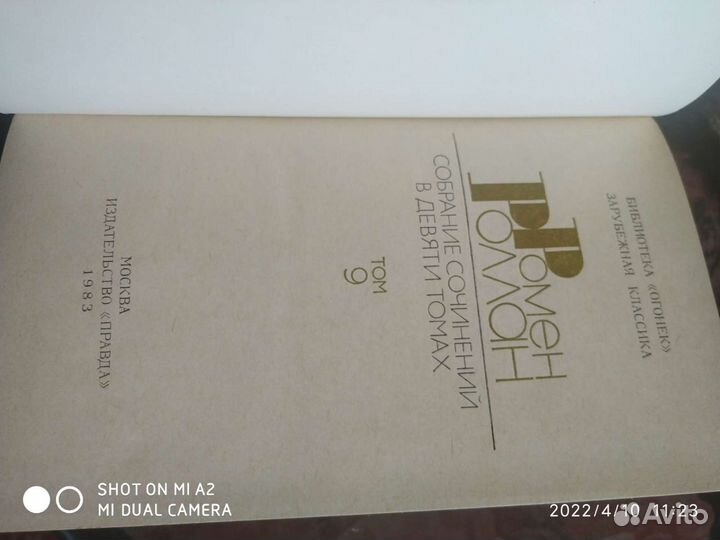 БИБЛИОТЕКА «ОГОНЕК»
ЗАРУБЕЖНАЯ КЛАССИКА
Ромен
Роллан
СОБРАНИЕ СОЧИНЕНИЙ
В ДЕВЯТИ ТОМАХ
ТОМ
9
МОСКВА
ИЗДАТЕЛЬСТВО «ПРАВДА»
1983
SHOT ON MI A2
MI DUAL CAMERA
2022/4/10 11:23
Avito